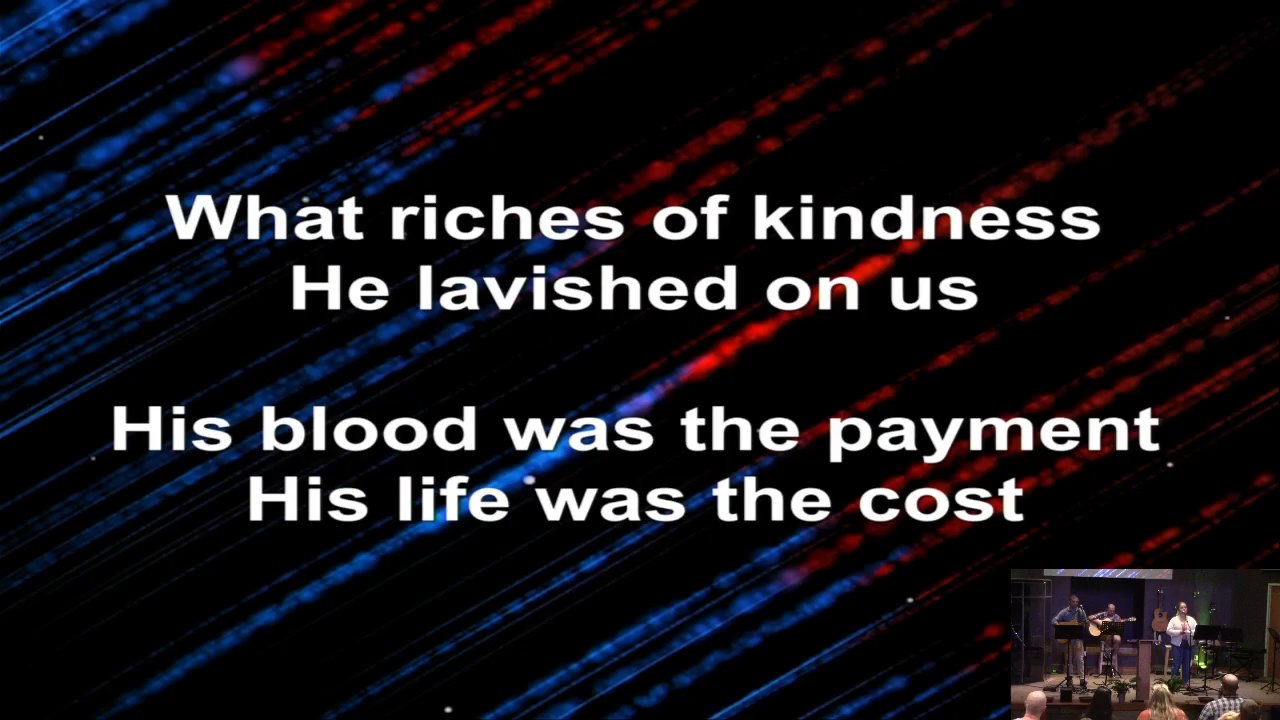 What riches of kindness
He lavished on us
His blood was the payment
His life was the cost